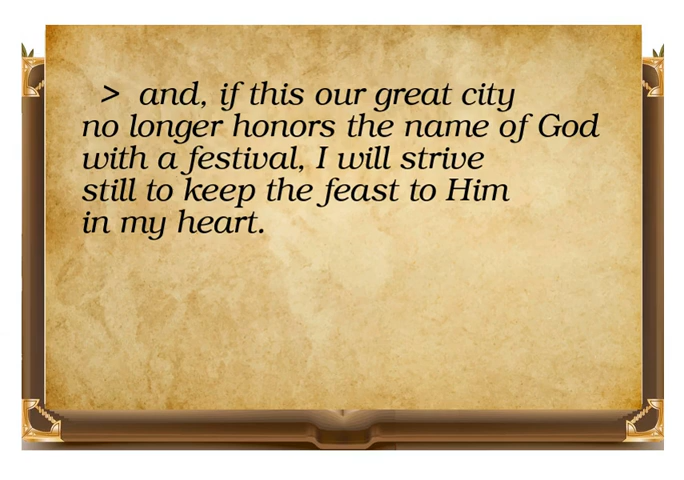 > and, if this our great city
no longer honors the name of God
with a festival, I will strive
still to keep the feast to Him
in my heart.